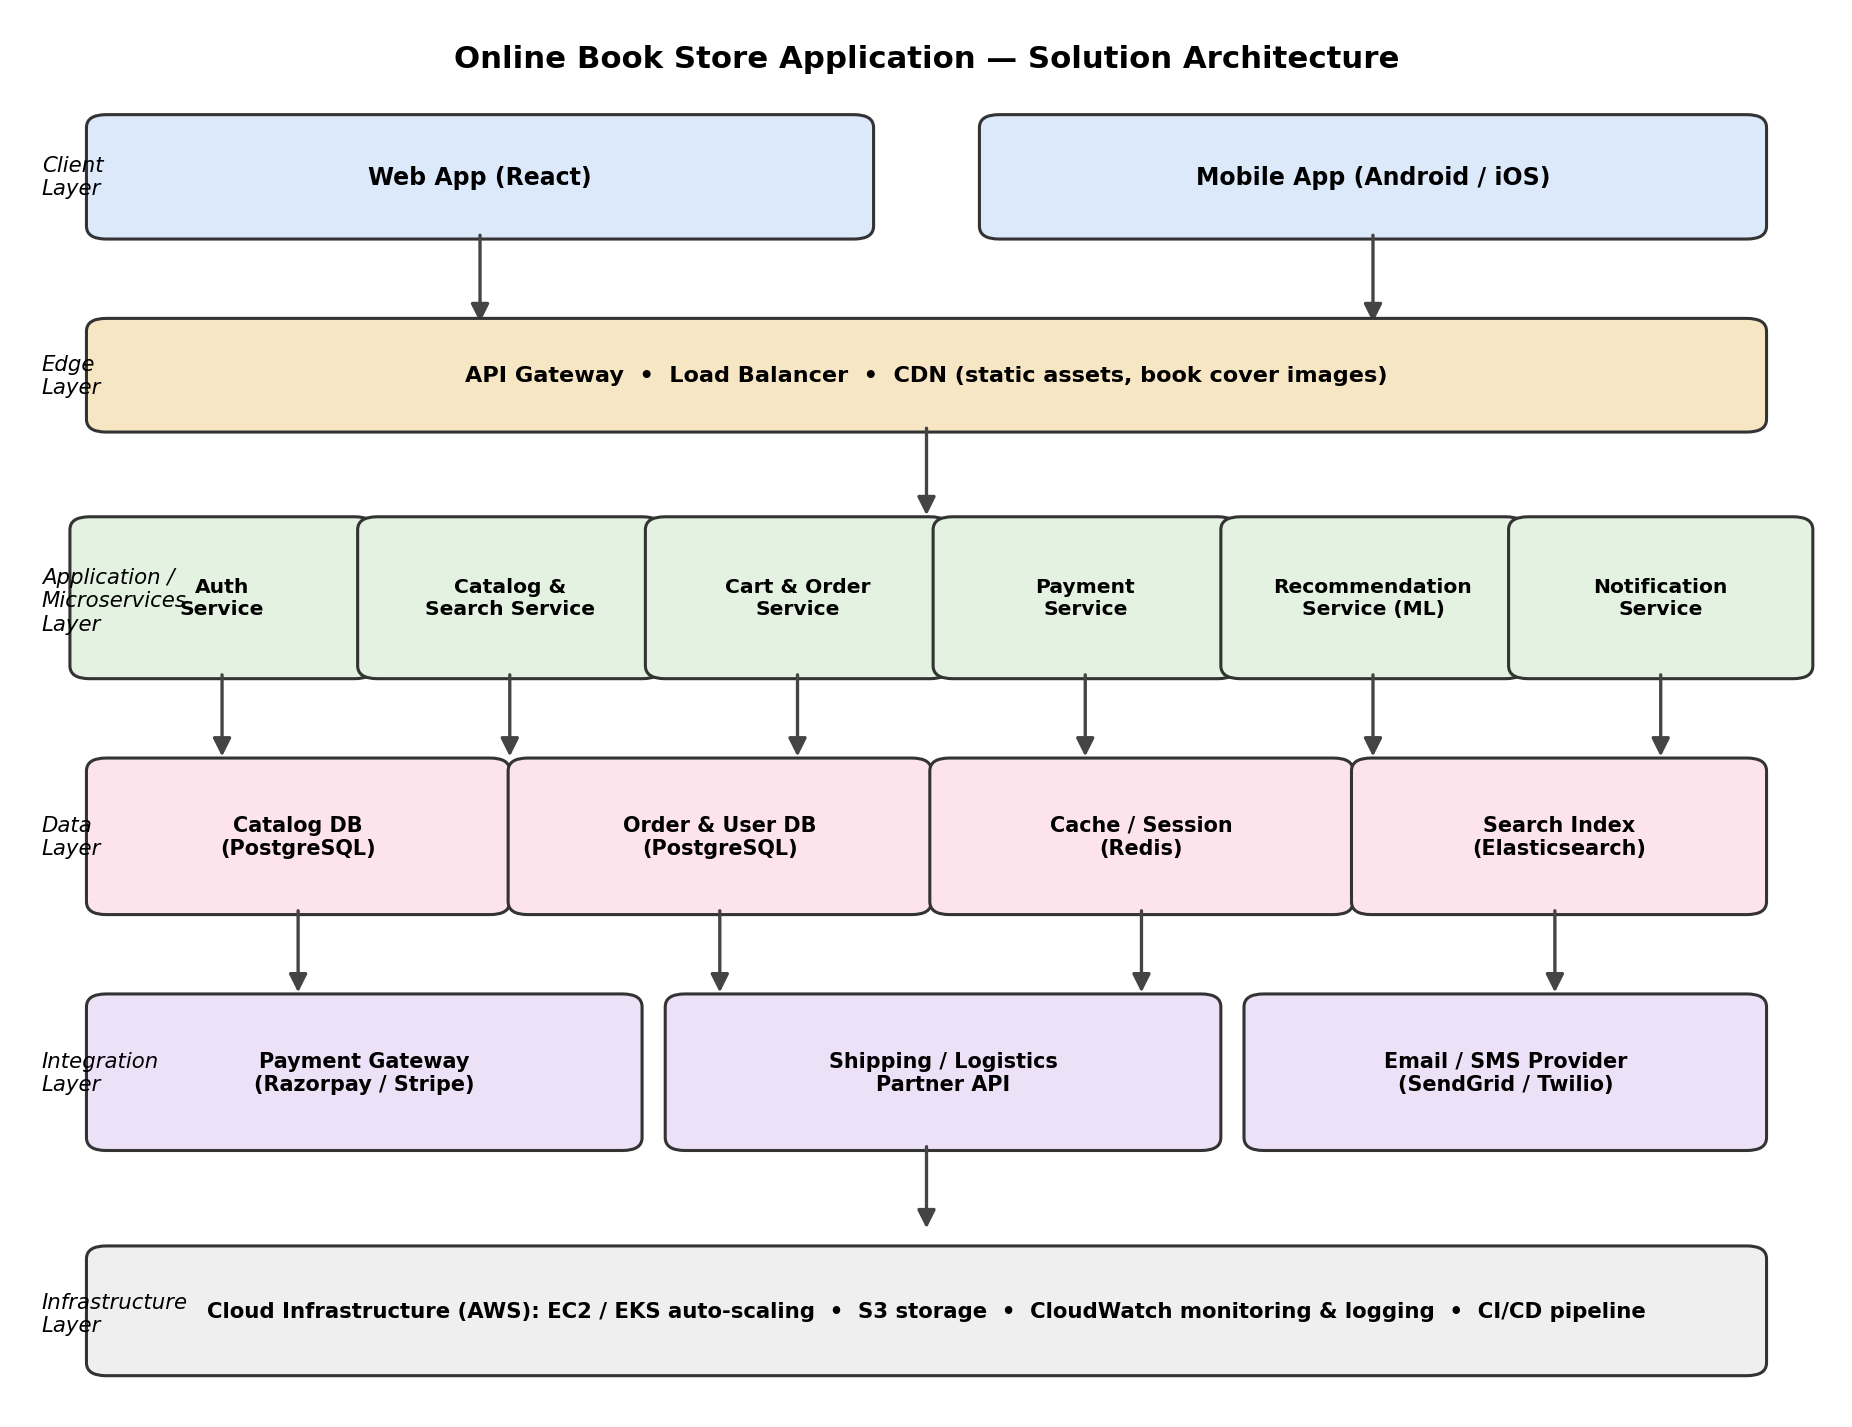 Online Book Store Application — Solution Architecture
Client
Layer
Web App (React)
Mobile App (Android / iOS)
Edge
Layer
API Gateway • Load Balancer • CDN (static assets, book cover images)
Application /
Microservices
Layer
Auth
Service
Catalog &
Search Service
Cart & Order
Service
Payment
Service
Recommendation
Service (ML)
Notification
Service
Data
Layer
Catalog DB
(PostgreSQL)
Order & User DB
(PostgreSQL)
Cache / Session
(Redis)
Search Index
(Elasticsearch)
Integration
Layer
Payment Gateway
(Razorpay / Stripe)
Shipping / Logistics
Partner API
Email / SMS Provider
(SendGrid / Twilio)
Infrastructure
Layer
Cloud Infrastructure (AWS): EC2 / EKS auto-scaling • S3 storage • CloudWatch monitoring & logging • CI/CD pipeline